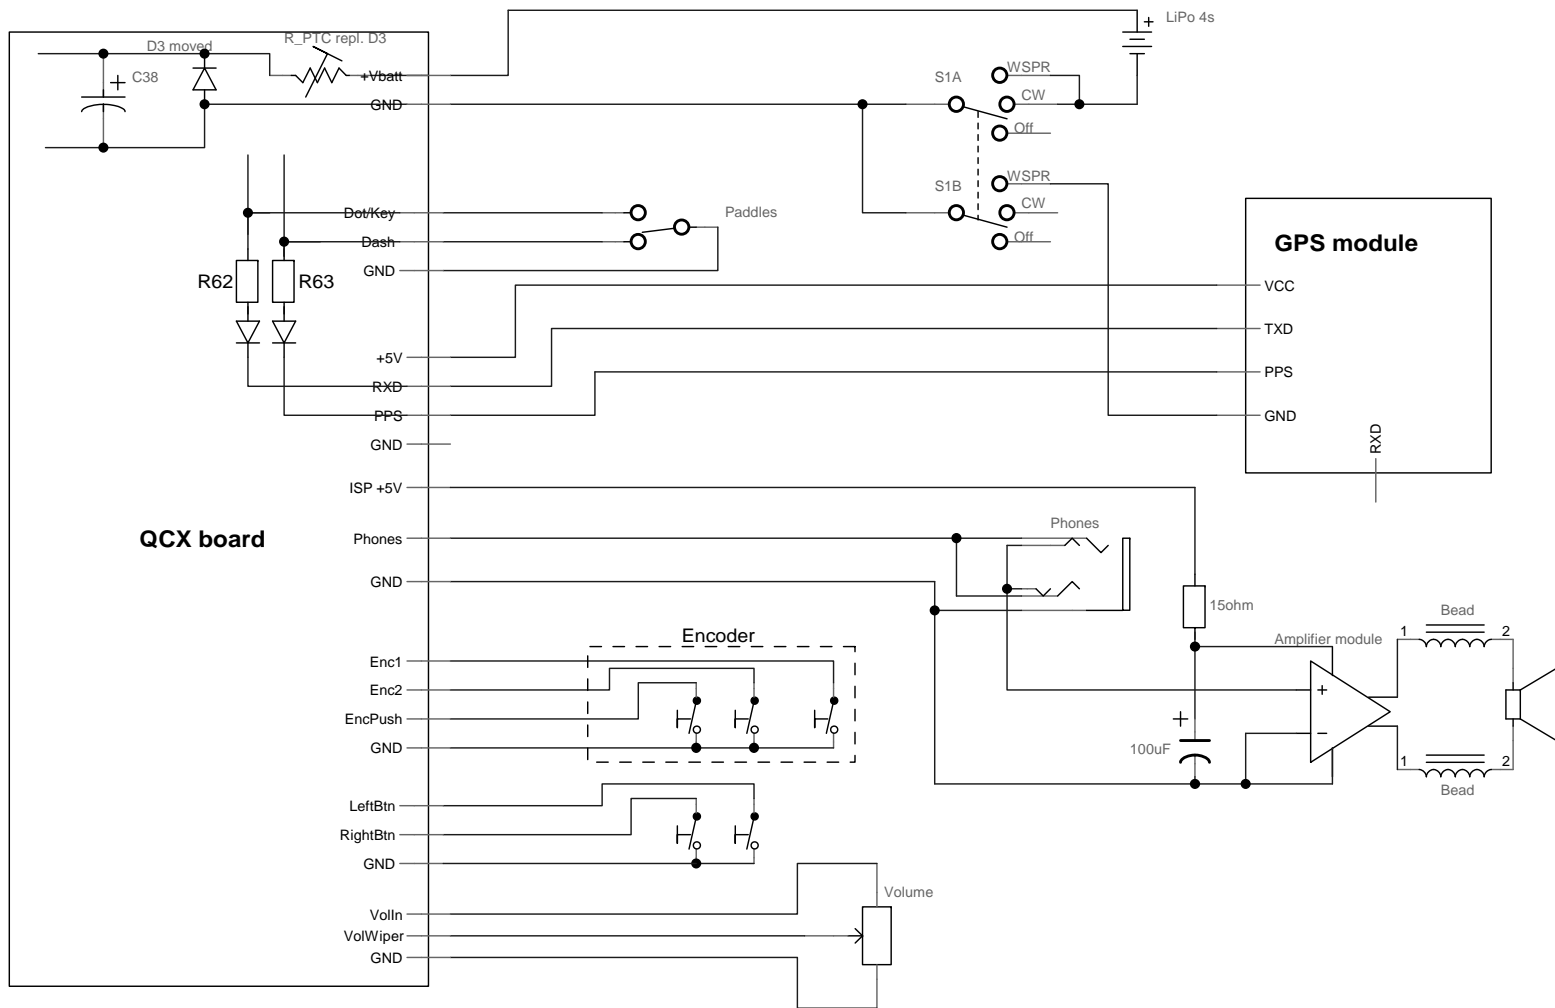 LiPo 4s
D3 moved
R_PTC repl. D3
C38
+Vbatt
GND
S1A
WSPR
CW
Off
S1B
WSPR
CW
Off
Dot/Key
Dash
GND
Paddles
R62
R63
+5V
RXD
PPS
GND
GPS module
VCC
TXD
PPS
GND
RXD
ISP +5V
QCX board
Phones
GND
Phones
15ohm
Amplifier module
100uF
Bead
1
2
1
2
Bead
Encoder
Enc1
Enc2
EncPush
GND
LeftBtn
RightBtn
GND
VolIn
VolWiper
GND
Volume